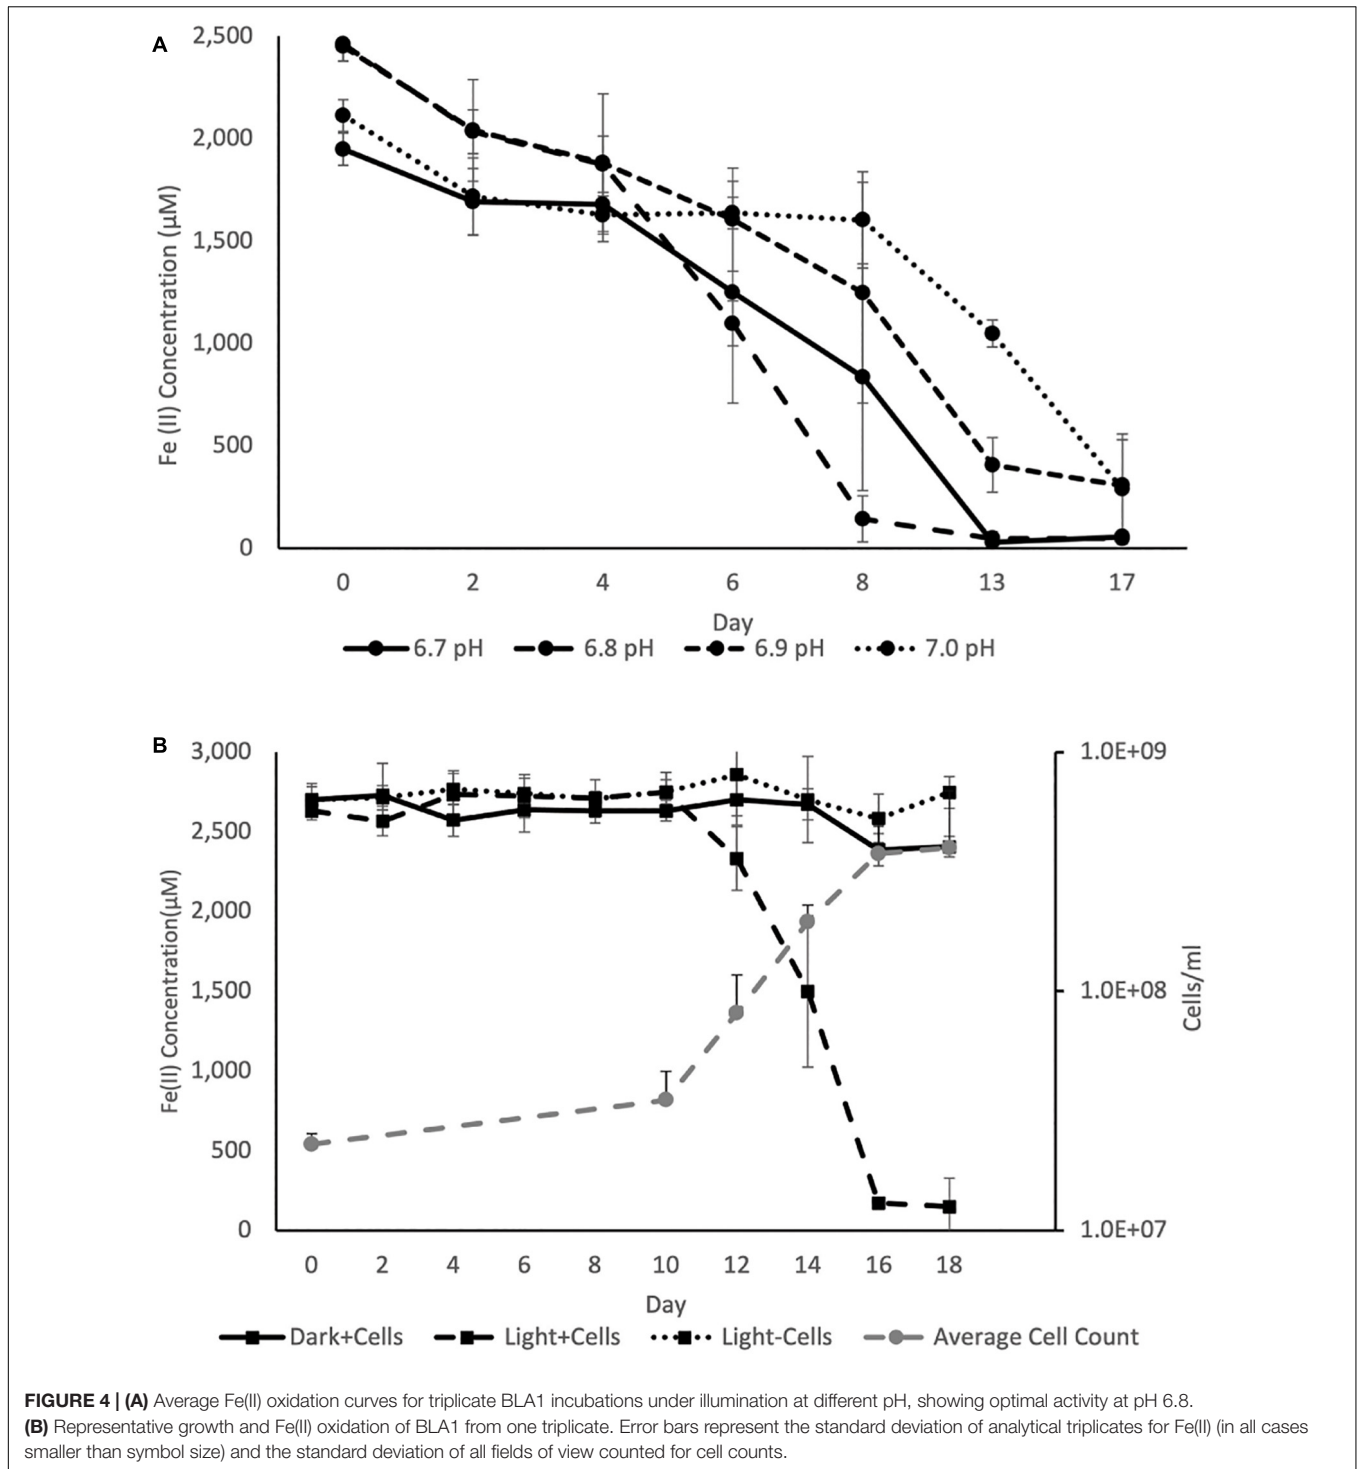 A
2,500
2,000
1,500
1,000
500
0
Fe (II) Concentration (µM)
0 2 4 6 8 13 17
Day
6.7 pH 6.8 pH 6.9 pH 7.0 pH
B
3,000
2,500
2,000
1,500
1,000
500
0
Fe(II) Concentration(µM)
1.0E+09
1.0E+08
1.0E+07
Cells/ml
0 2 4 6 8 10 12 14 16 18
Day
Dark+Cells Light+Cells Light-Cells Average Cell Count
FIGURE 4 | (A) Average Fe(II) oxidation curves for triplicate BLA1 incubations under illumination at different pH, showing optimal activity at pH 6.8.
(B) Representative growth and Fe(II) oxidation of BLA1 from one triplicate. Error bars represent the standard deviation of analytical triplicates for Fe(II) (in all cases
smaller than symbol size) and the standard deviation of all fields of view counted for cell counts.